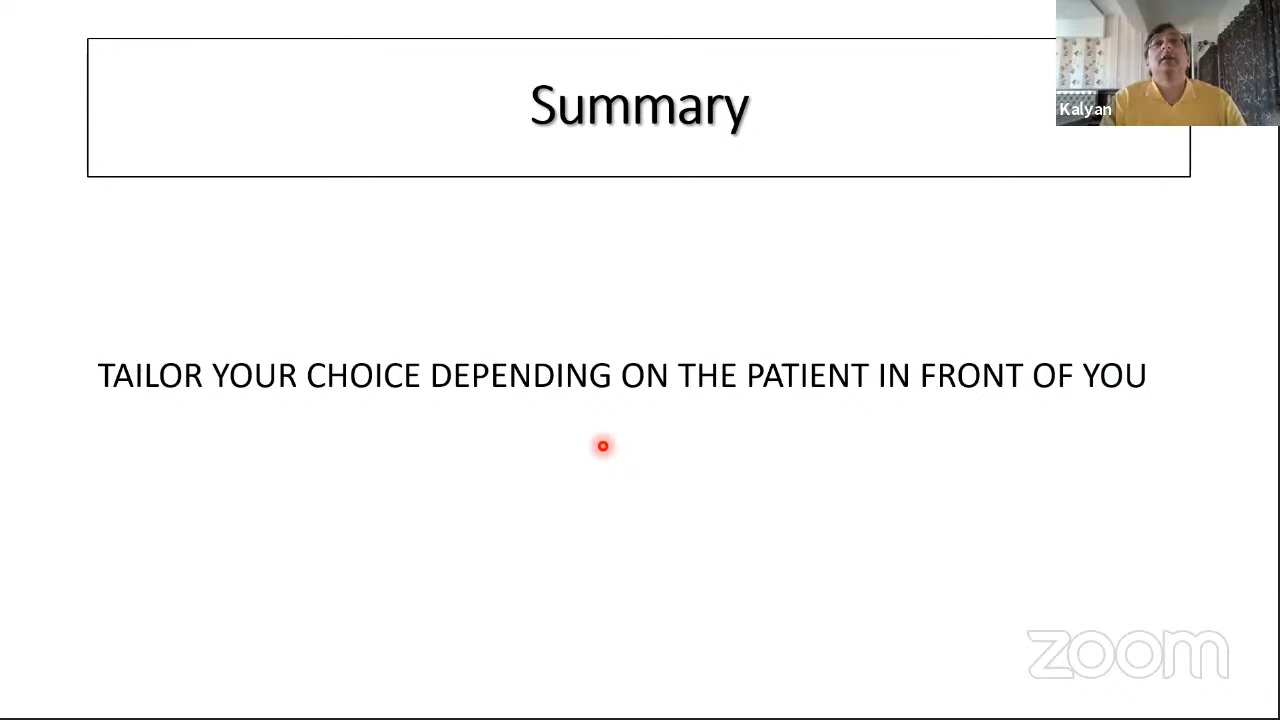 Summary
Kalyan
TAILOR YOUR CHOICE DEPENDING ON THE PATIENT IN FRONT OF YOU
zoom